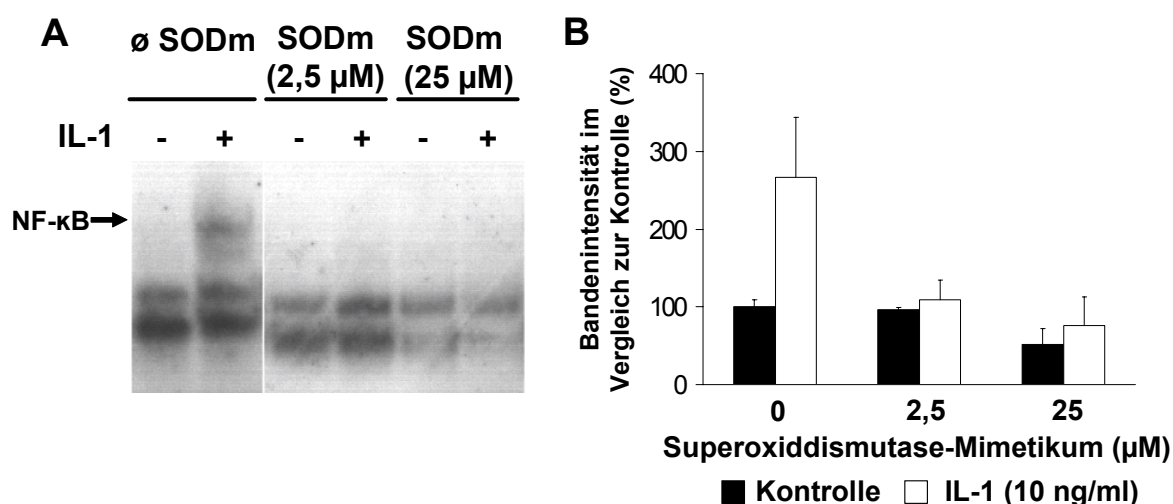 A
ø SODm
SODm
(2,5 µM)
SODm
(25 µM)
IL-1
- + - + - +
NF-κB
B
Bandenintensität im
Vergleich zur Kontrolle (%)
400
300
200
100
0
0 2,5 25
Superoxiddismutase-Mimetikum (µM)
Kontrolle IL-1 (10 ng/ml)